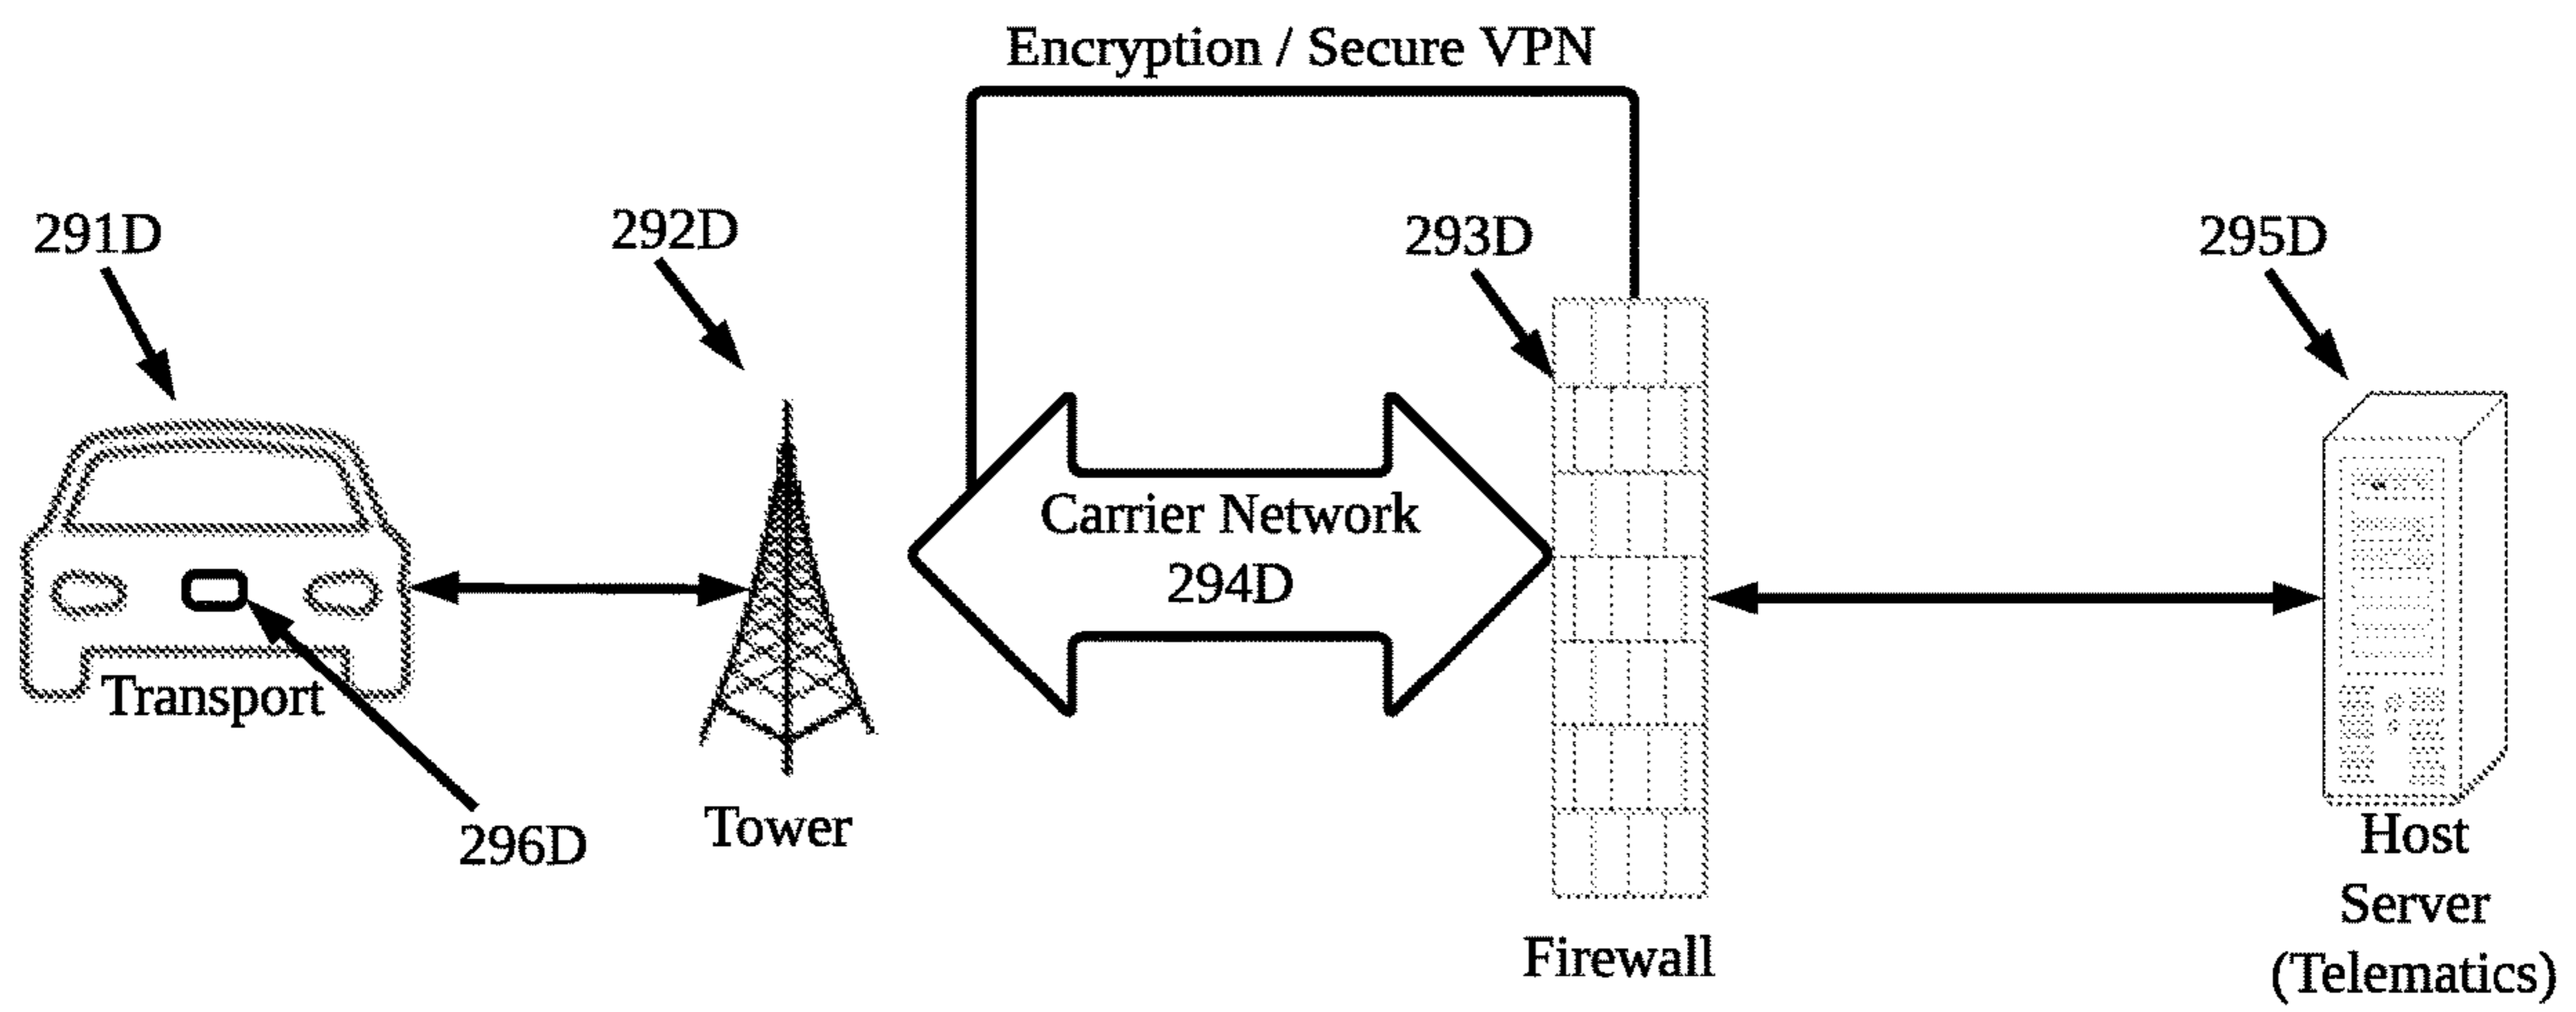 Encryption / Secure VPN
291D
292D
293D
295D
Carrier Network
294D
Transport
296D
Tower
Firewall
Host
Server
(Telematics)